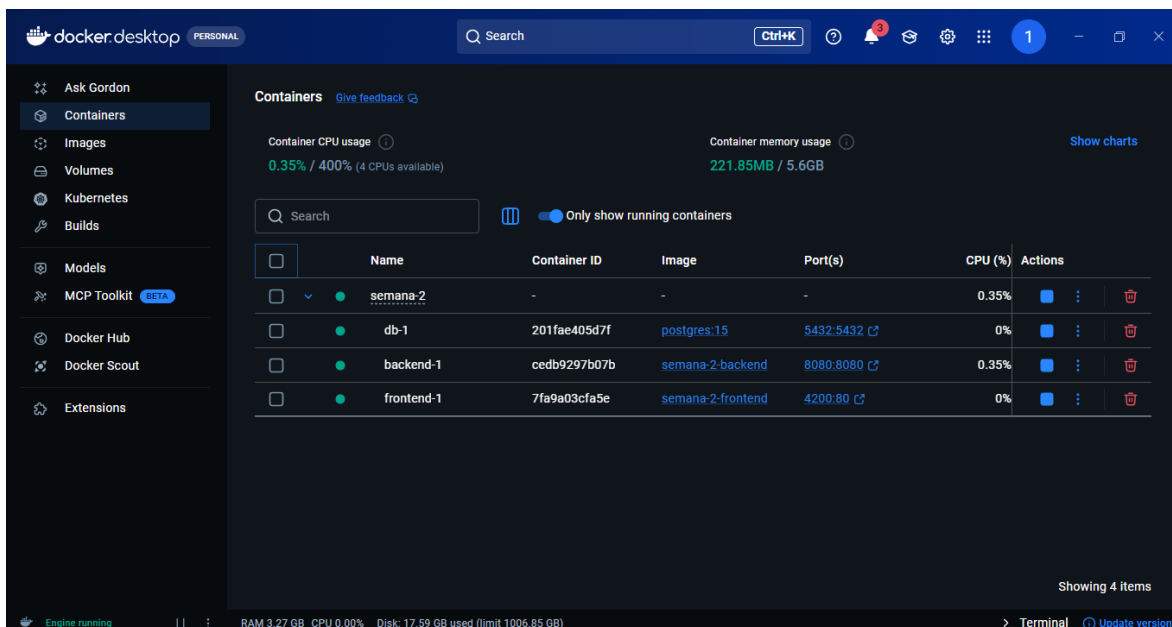 docker.desktop PERSONAL Search Ctrl+K 3 1
Ask Gordon
Containers
Images
Volumes
Kubernetes
Builds
Models
MCP Toolkit BETA
Docker Hub
Docker Scout
Extensions
Containers Give feedback
Container CPU usage Container memory usage Show charts
0.35% / 400% (4 CPUs available) 221.85MB / 5.6GB
Search Only show running containers
Name Container ID Image Port(s) CPU (%) Actions
semana-2 - - - 0.35%
db-1 201fae405d7f postgres:15 5432:5432 0%
backend-1 cedb9297b07b semana-2-backend 8080:8080 0.35%
frontend-1 7fa9a03cfa5e semana-2-frontend 4200:80 0%
Showing 4 items
Engine running RAM 3.27 GB CPU 0.00% Disk: 17.59 GB used (limit 1006.85 GB) Terminal Update version